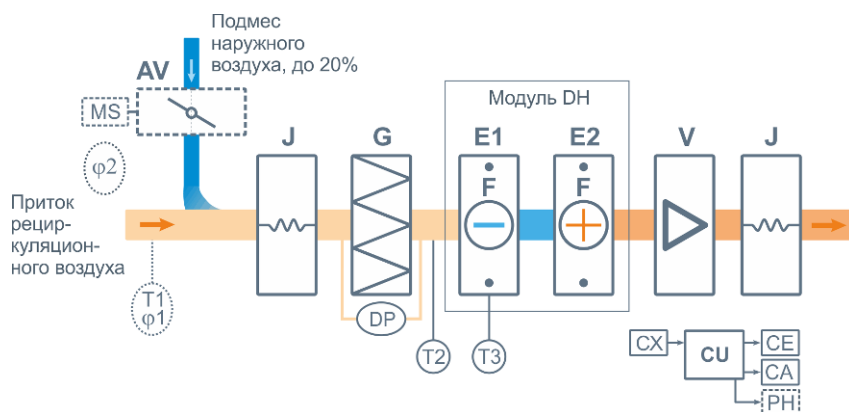 Подмес
наружного
воздуха, до 20%
AV
MS
Модуль DH
J
G
E1
E2
V
J
φ2
F
F
Приток
рецир-
куляцион-
ного воздуха
T1
φ1
DP
T2
T3
CX
CU
CE
CA
PH